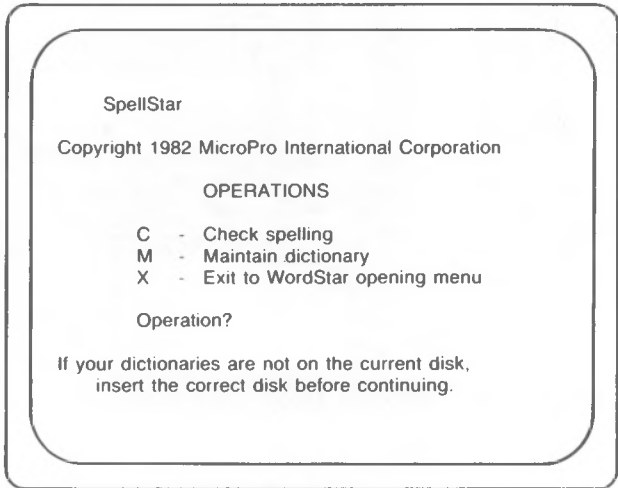 SpellStar
Copyright 1982 MicroPro International Corporation
OPERATIONS
C - Check spelling
M - Maintain dictionary
X - Exit to WordStar opening menu
Operation?
If your dictionaries are not on the current disk,
insert the correct disk before continuing.